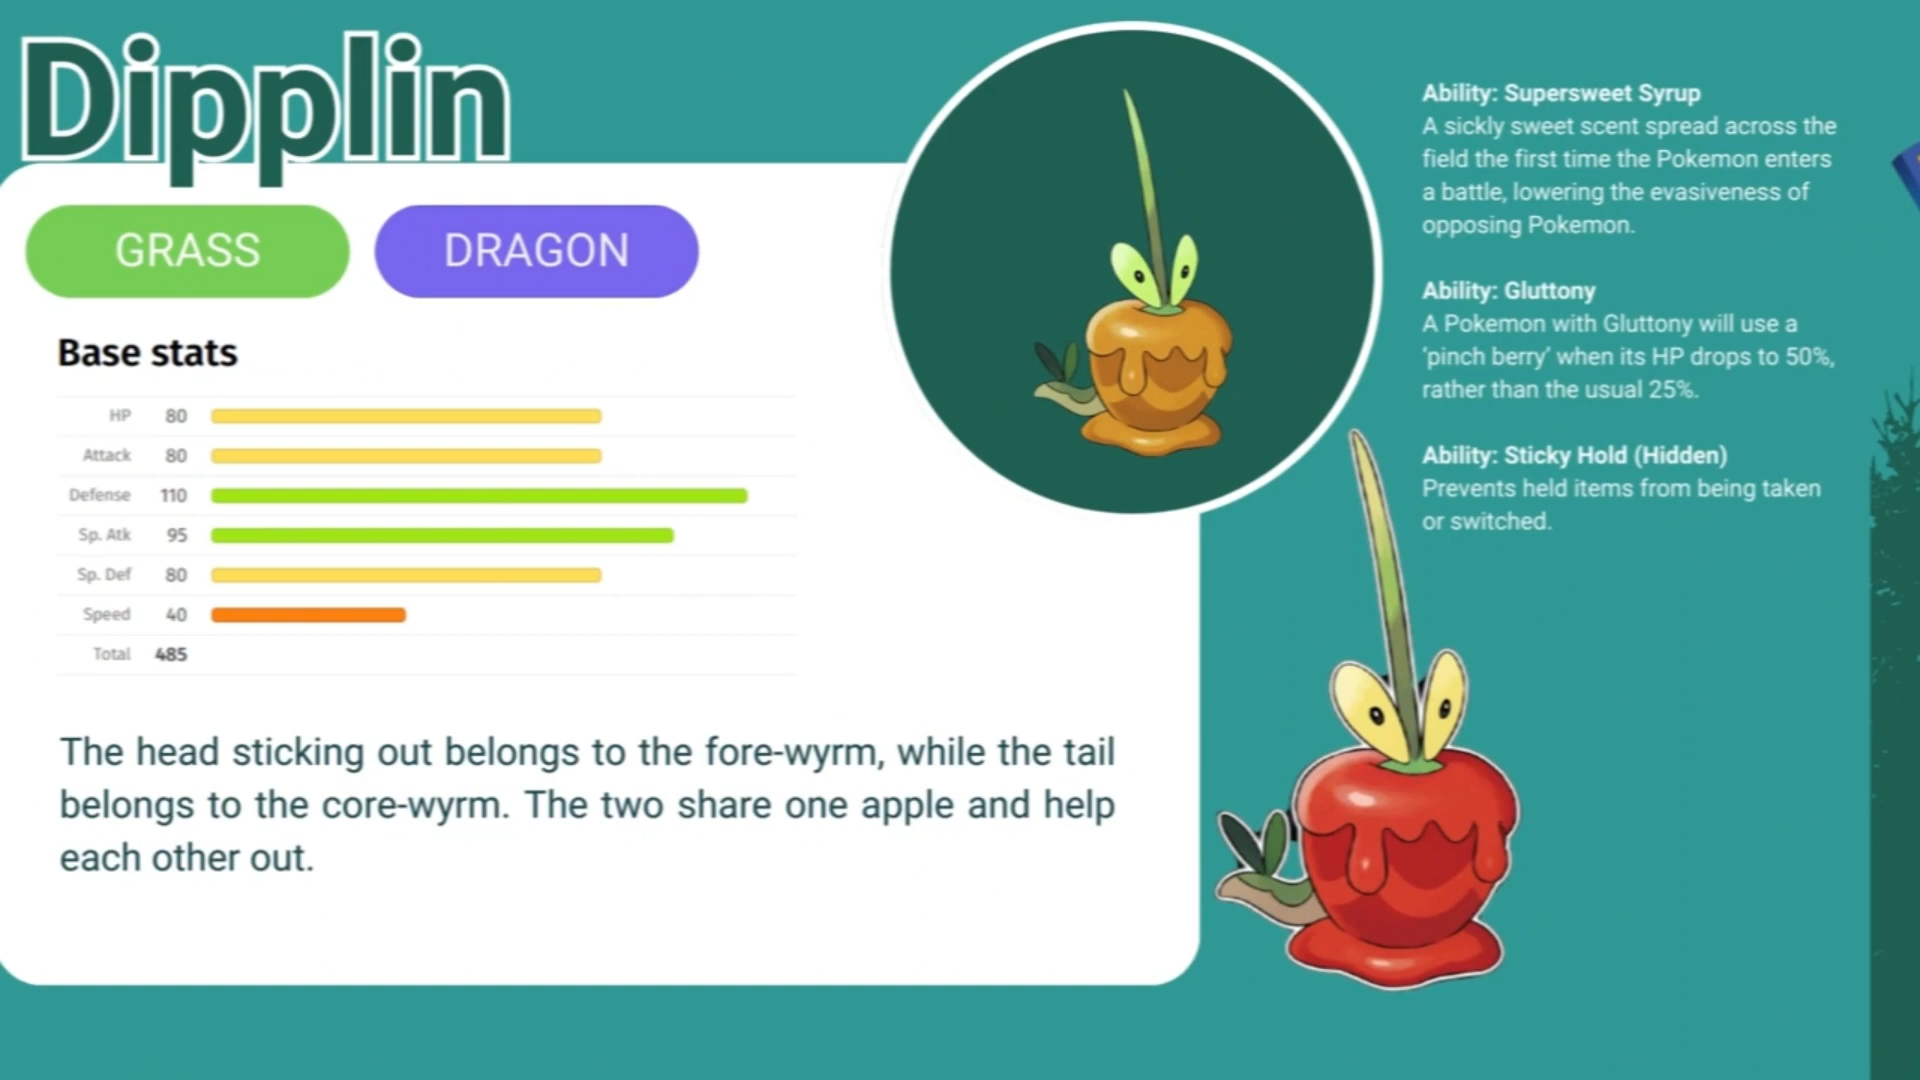 Dipplin
GRASS
DRAGON
Base stats
HP 80
Attack 80
Defense 110
Sp. Atk 95
Sp. Def 80
Speed 40
Total 485
The head sticking out belongs to the fore-wyrm, while the tail
belongs to the core-wyrm. The two share one apple and help
each other out.
Ability: Supersweet Syrup
A sickly sweet scent spread across the
field the first time the Pokemon enters
a battle, lowering the evasiveness of
opposing Pokemon.
Ability: Gluttony
A Pokemon with Gluttony will use a
‘pinch berry’ when its HP drops to 50%,
rather than the usual 25%.
Ability: Sticky Hold (Hidden)
Prevents held items from being taken
or switched.